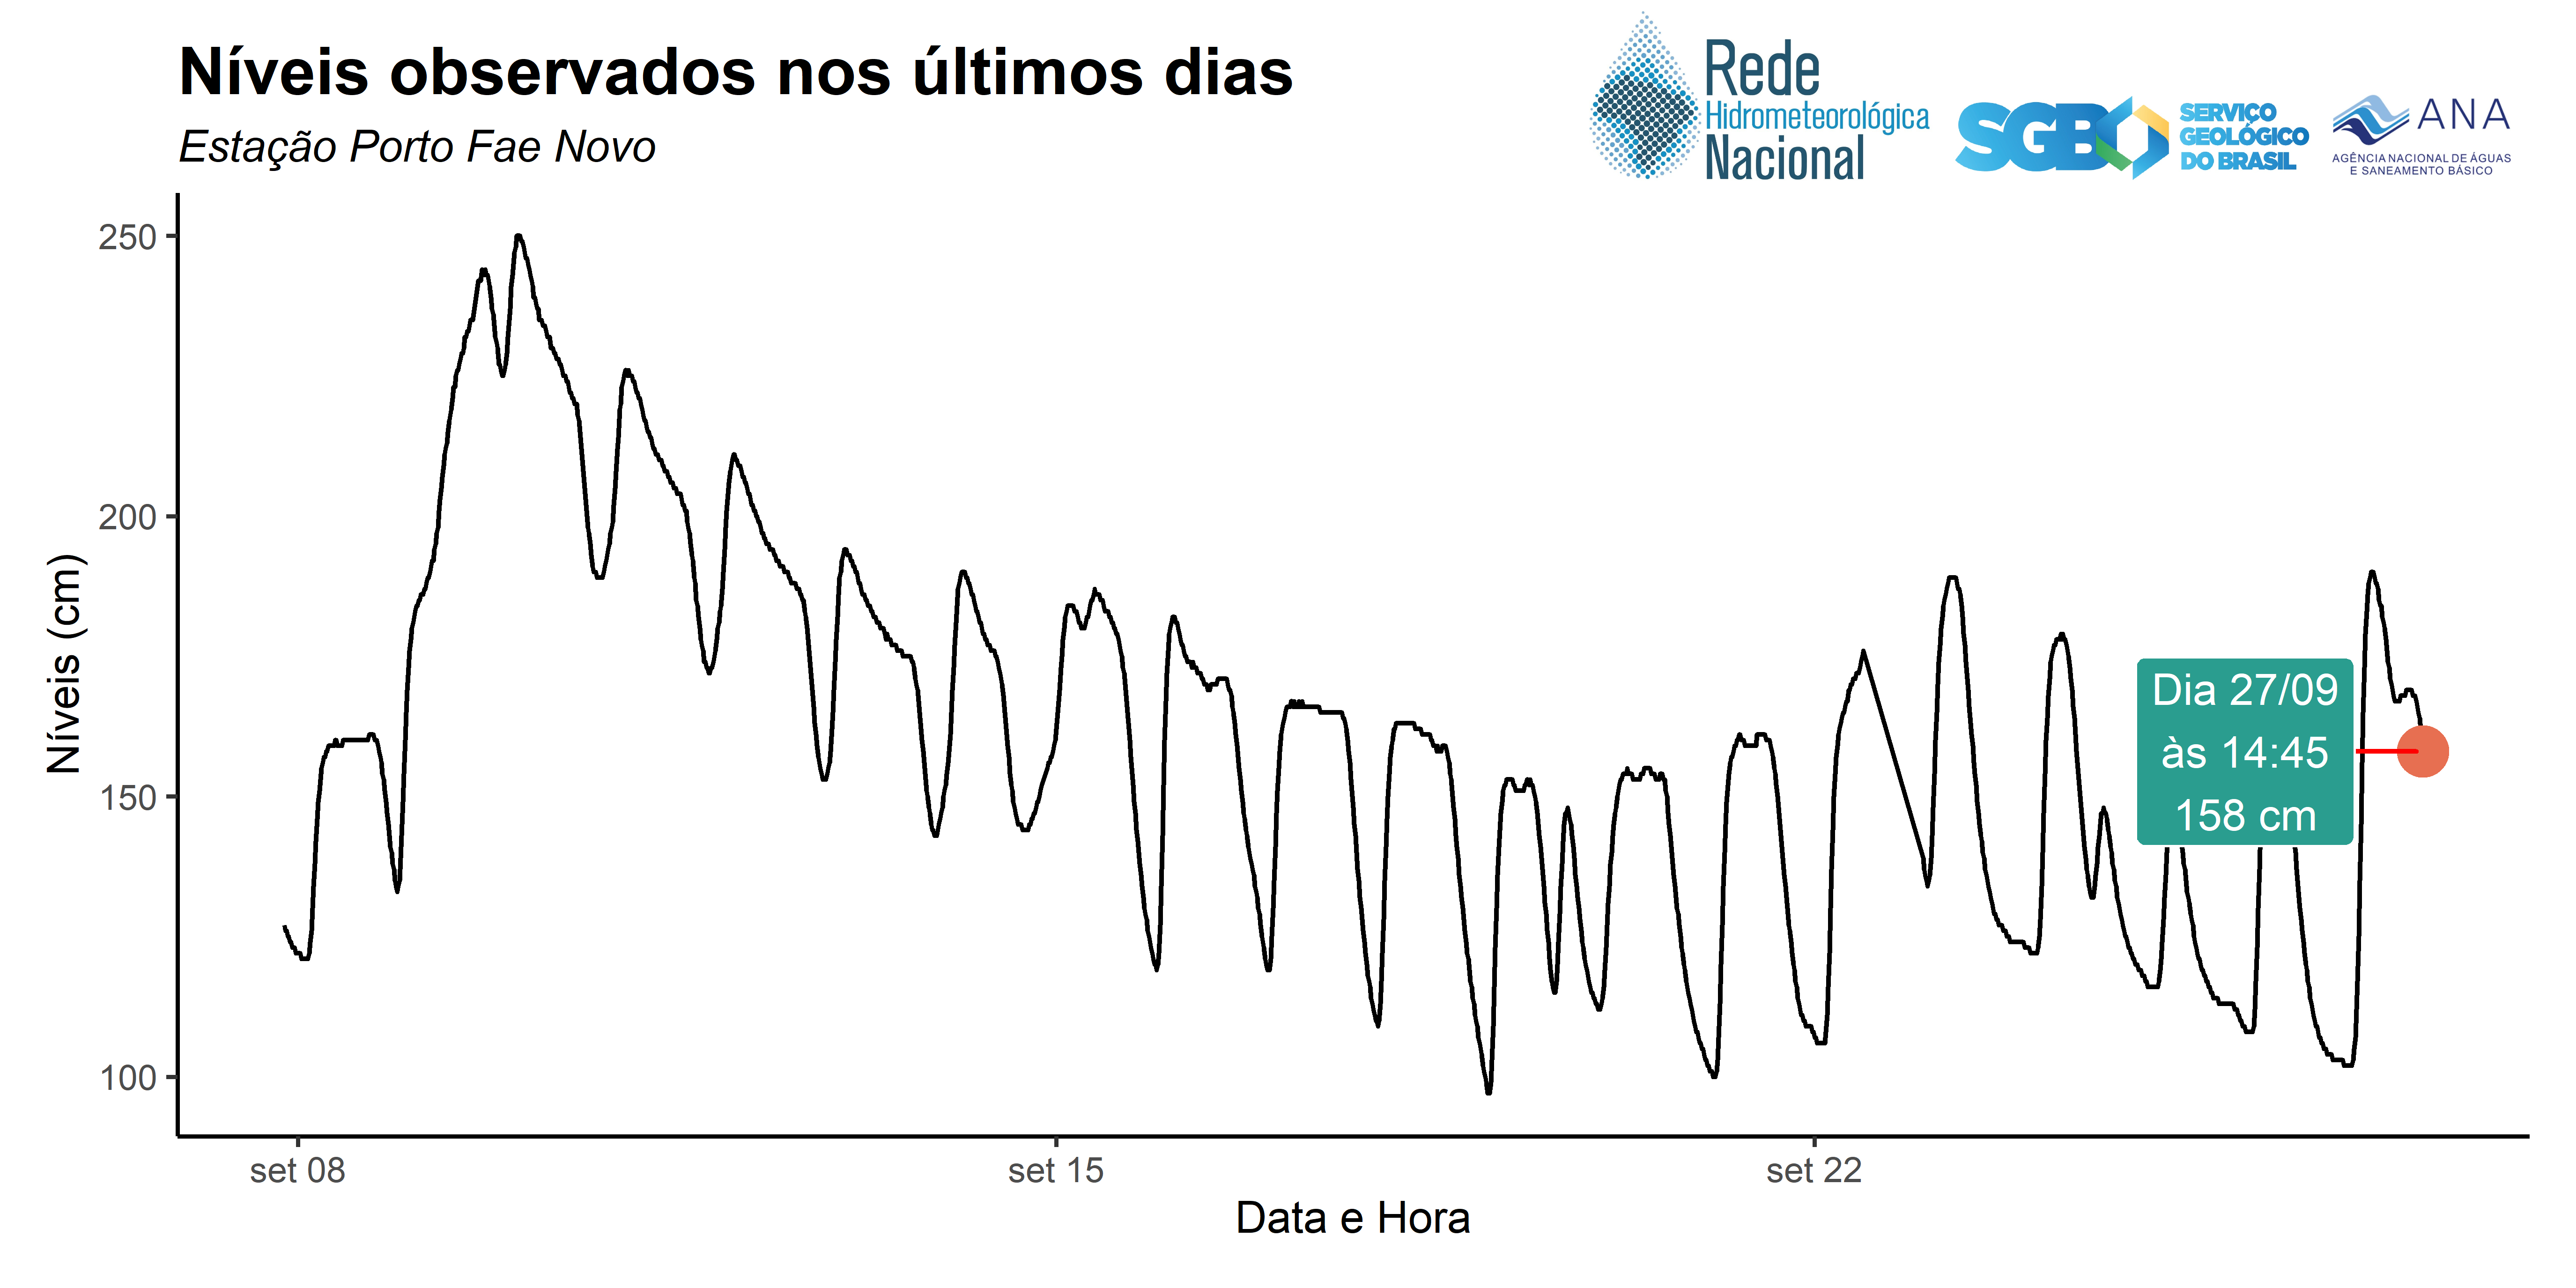 Níveis observados nos últimos dias
Estação Porto Fae Novo
Rede
Hidrometeorológica
Nacional
SGB
SERVIÇO
GEOLÓGICO
DO BRASIL
ANA
AGÊNCIA NACIONAL DE ÁGUAS
E SANEAMENTO BÁSICO
Níveis (cm)
250
200
150
100
Dia 27/09
às 14:45
158 cm
set 08
set 15
set 22
Data e Hora